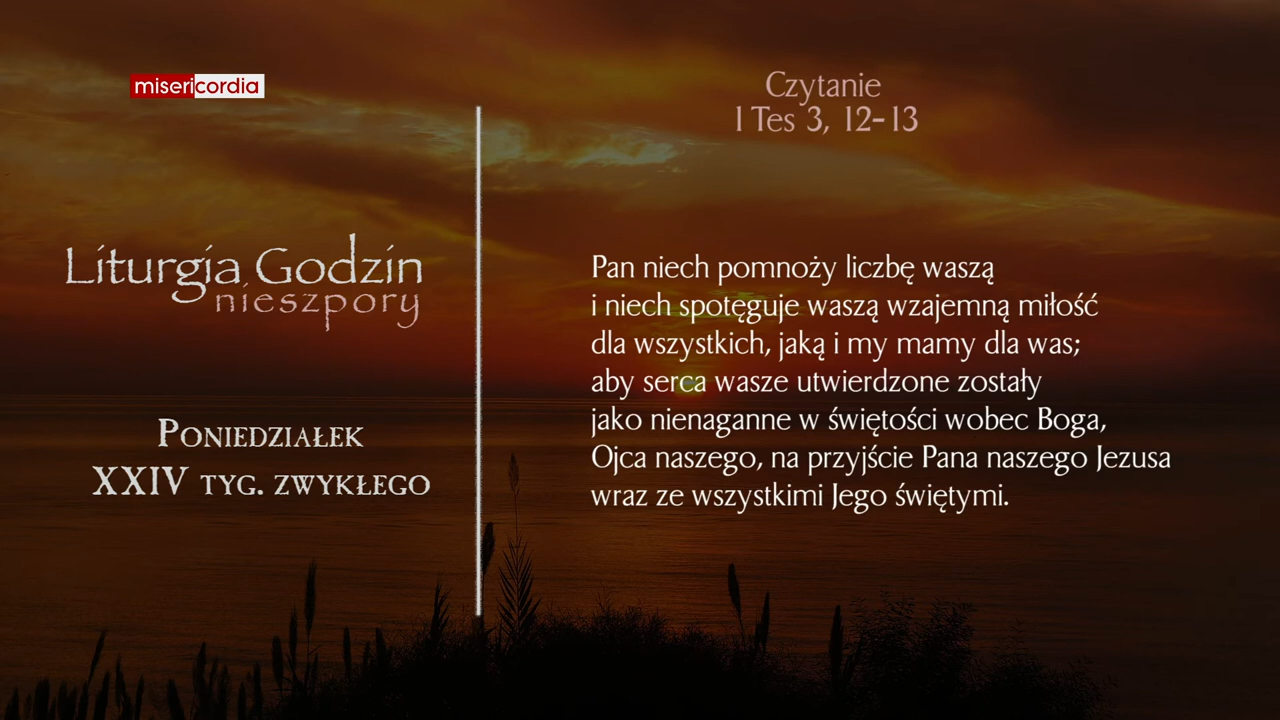 misericordia
Liturgia Godzin
nieszpory
Poniedziałek
XXIV tyg. zwykłego
Czytanie
1 Tes 3, 12-13
Pan niech pomnoży liczbę waszą
i niech spotęguje waszą wzajemną miłość
dla wszystkich, jaką i my mamy dla was;
aby serca wasze utwierdzone zostały
jako nienaganne w świętości wobec Boga,
Ojca naszego, na przyjście Pana naszego Jezusa
wraz ze wszystkimi Jego świętymi.